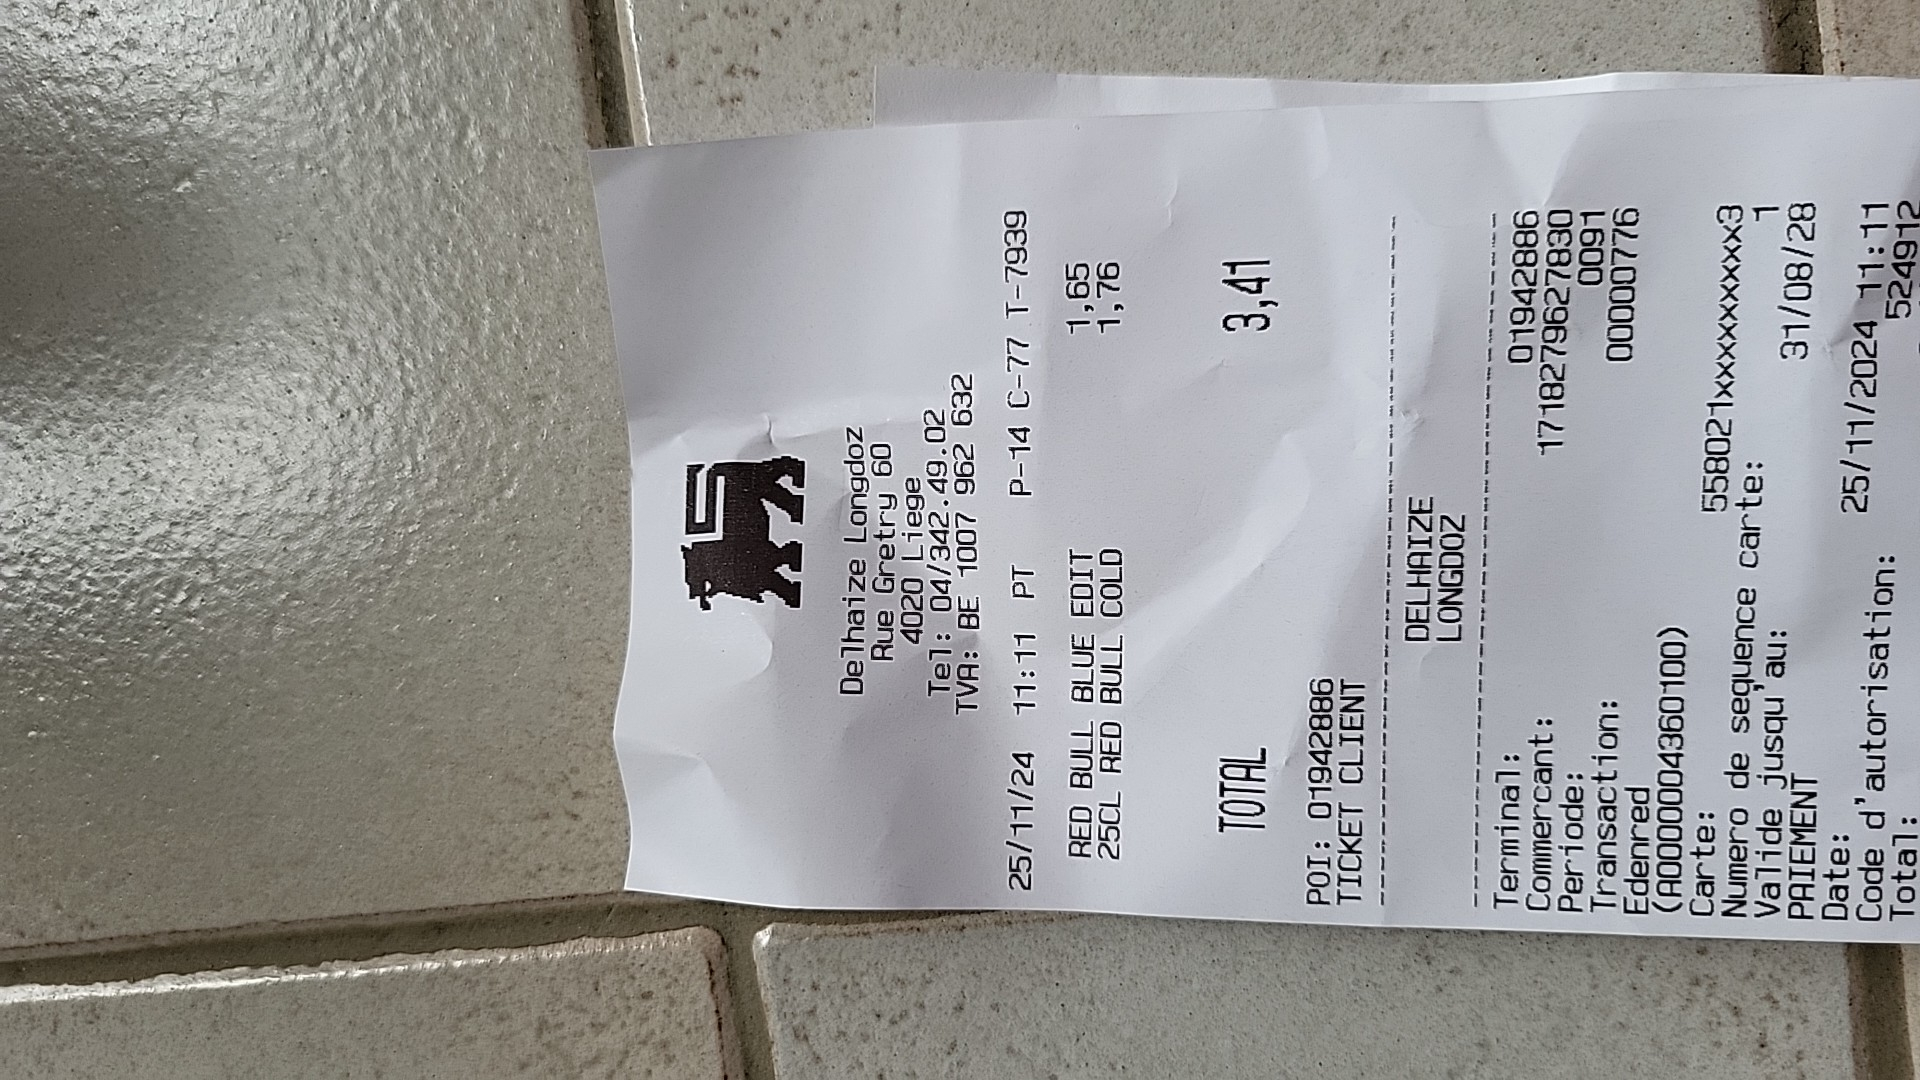 Delhaize Longdoz
Rue Gretry 60
4020 Liege
Tel: 04/342.49.02
TVA: BE 1007 962 632
25/11/24 11:11 PT P-14 C-77 T-7939
RED BULL BLUE EDIT 1,65
25CL RED BULL COLD 1,76
TOTAL 3,41
POI: 01942886
TICKET CLIENT
DELHAIZE
LONGDOZ
Terminal: 01942886
Commercant: 1718279627830
Periode: 0091
Transaction: 00000776
Edenred
(A0000004360100)
Carte: 558021xxxxxxxxxxxx3
Numero de sequence carte: 1
Valide jusqu'au: 31/08/28
PAIEMENT
Date: 25/11/2024 11:11
Code d'autorisation: 524912
Total: